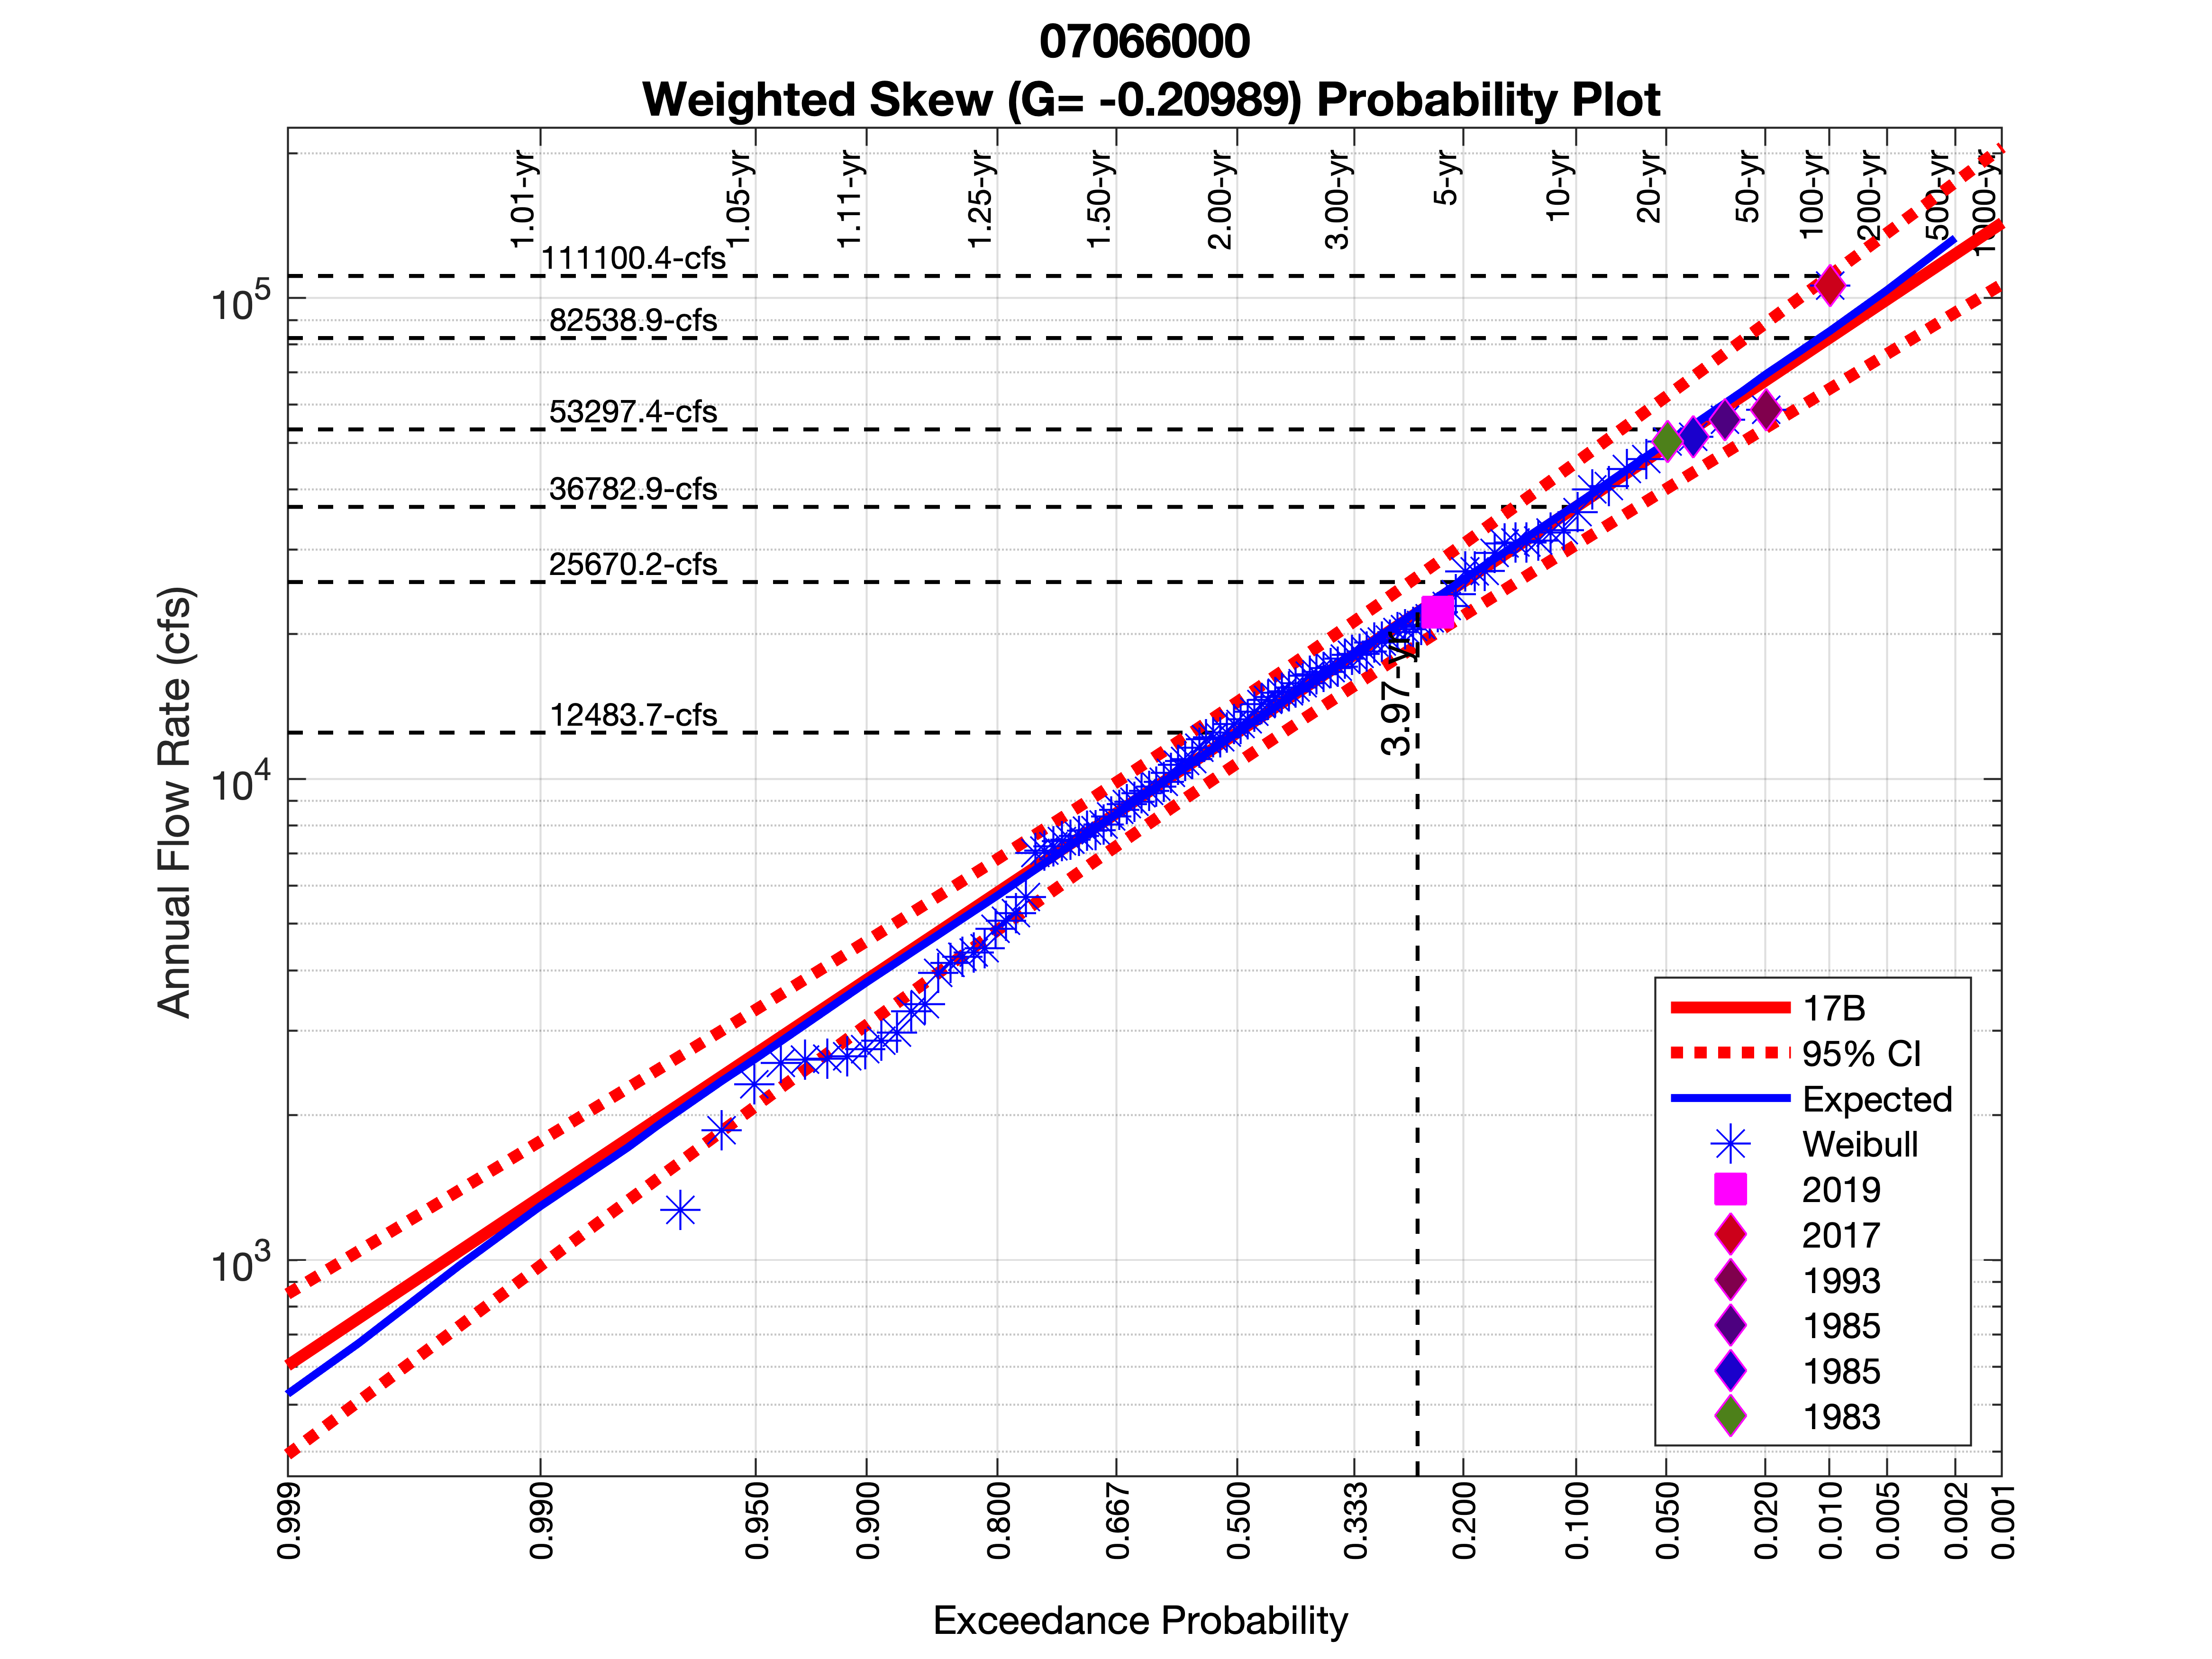 07066000
Weighted Skew (G= -0.20989) Probability Plot
1.01-yr
1.05-yr
1.11-yr
1.25-yr
1.50-yr
2.00-yr
3.00-yr
5-yr
10-yr
20-yr
50-yr
100-yr
200-yr
500-yr
1000-yr
111100.4-cfs
82538.9-cfs
53297.4-cfs
36782.9-cfs
25670.2-cfs
12483.7-cfs
3.97-yr
10^5
10^4
10^3
Annual Flow Rate (cfs)
17B
95% CI
Expected
Weibull
2019
2017
1993
1985
1985
1983
0.999
0.990
0.950
0.900
0.800
0.667
0.500
0.333
0.200
0.100
0.050
0.020
0.010
0.005
0.002
0.001
Exceedance Probability